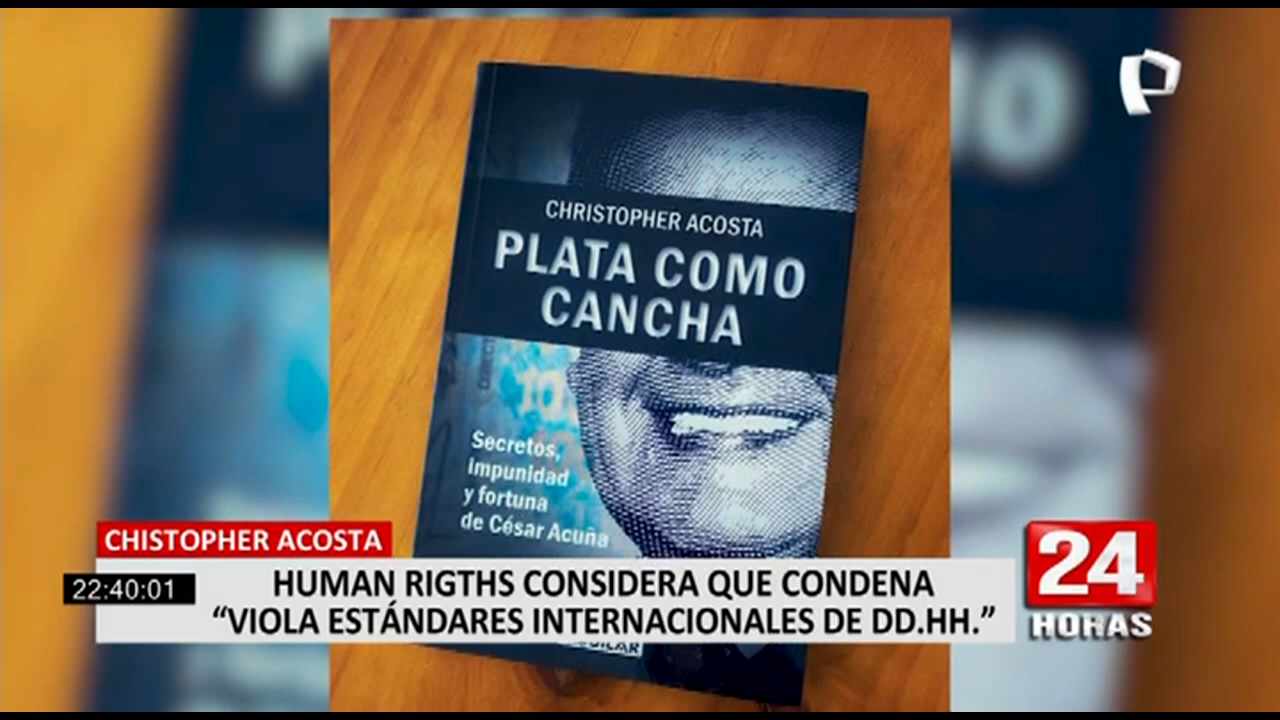 CHRISTOPHER ACOSTA
PLATA COMO
CANCHA
Secretos,
impunidad
y fortuna
de César Acuña
CHISTOPHER ACOSTA
22:40:01
HUMAN RIGTHS CONSIDERA QUE CONDENA
“VIOLA ESTÁNDARES INTERNACIONALES DE DD.HH.”
24
HORAS